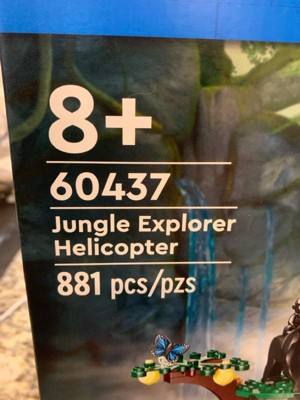 8+
60437
Jungle Explorer
Helicopter
881 pcs/pzs